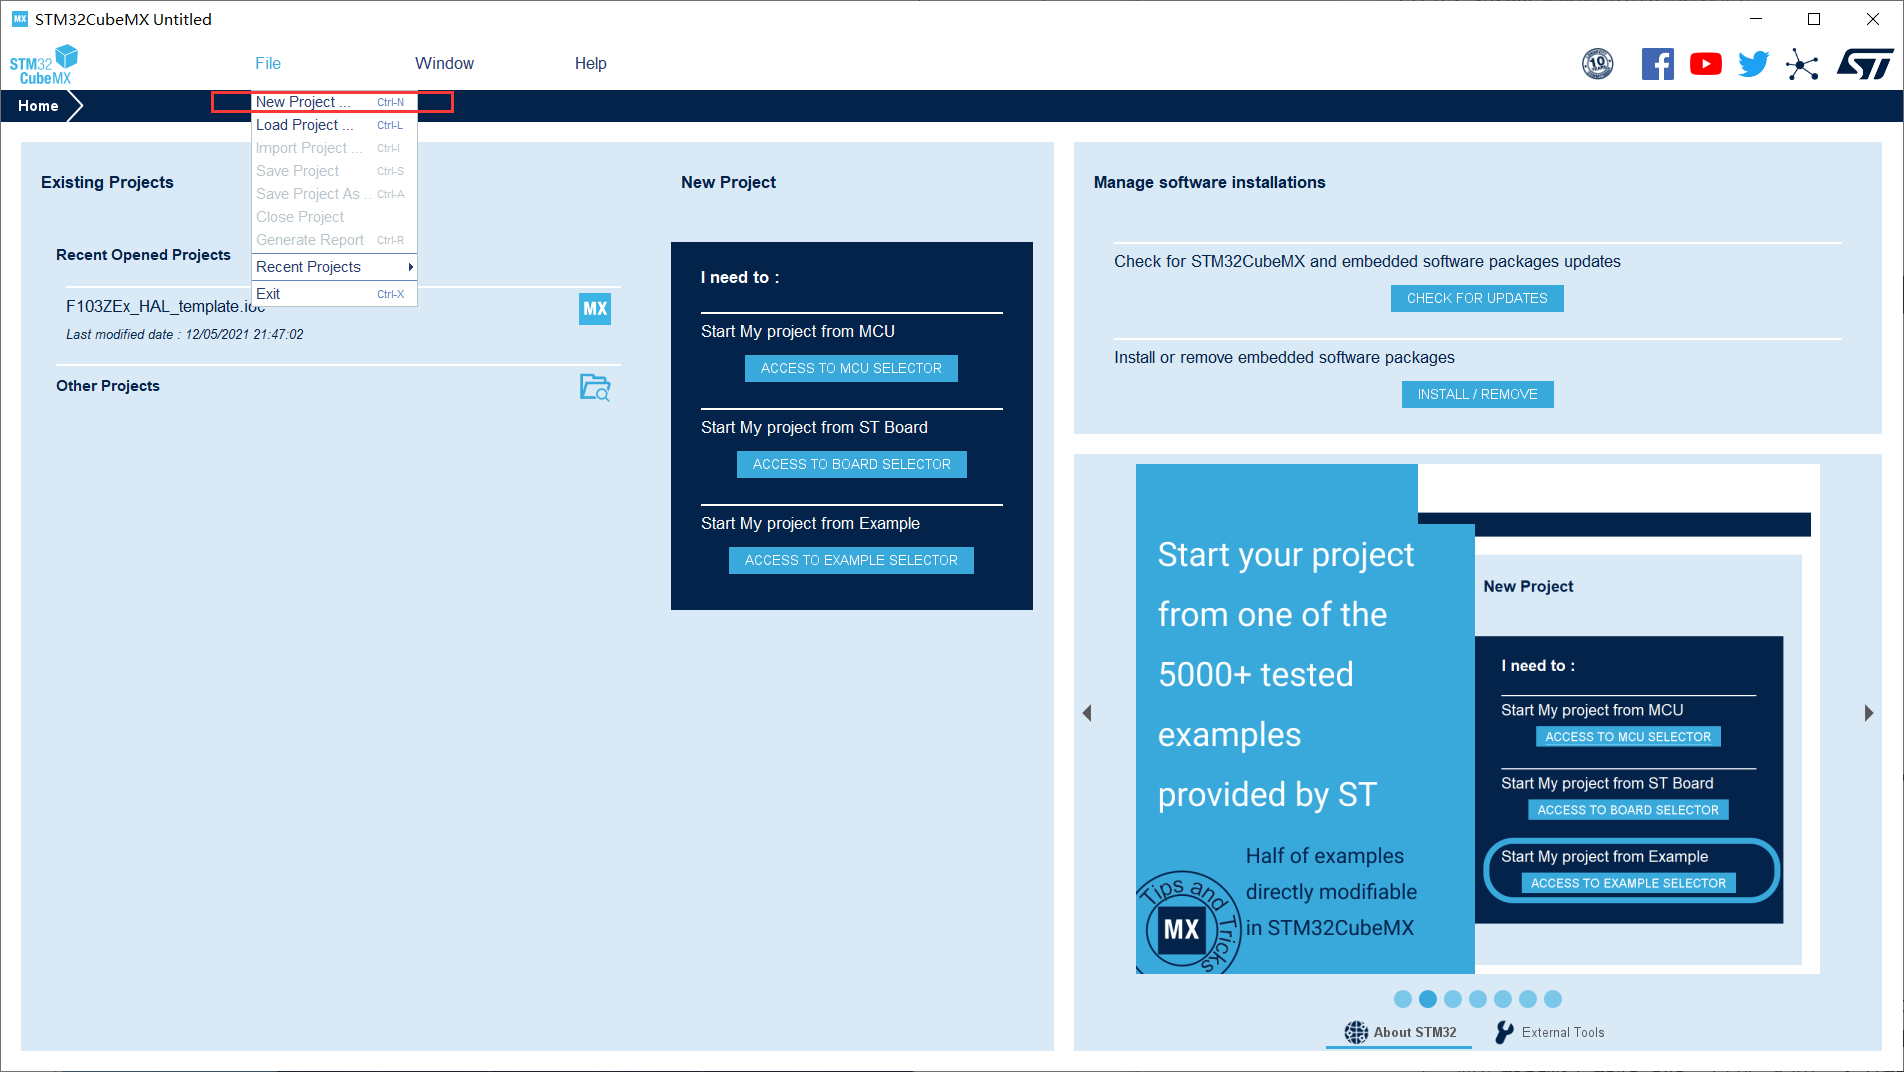 MX STM32CubeMX Untitled
STM32
CubeMX
File Window Help
10
ST
Home
New Project ... Ctrl-N
Load Project ... Ctrl-L
Import Project ... Ctrl-I
Save Project Ctrl-S
Save Project As .. Ctrl-A
Close Project
Generate Report Ctrl-R
Recent Projects
Exit Ctrl-X
Existing Projects
Recent Opened Projects
F103ZEx_HAL_template.ioc
MX
Last modified date : 12/05/2021 21:47:02
Other Projects
New Project
I need to :
Start My project from MCU
ACCESS TO MCU SELECTOR
Start My project from ST Board
ACCESS TO BOARD SELECTOR
Start My project from Example
ACCESS TO EXAMPLE SELECTOR
Manage software installations
Check for STM32CubeMX and embedded software packages updates
CHECK FOR UPDATES
Install or remove embedded software packages
INSTALL / REMOVE
Start your project
from one of the
5000+ tested
examples
provided by ST
Half of examples
directly modifiable
in STM32CubeMX
Tips and Tricks
MX
New Project
I need to :
Start My project from MCU
ACCESS TO MCU SELECTOR
Start My project from ST Board
ACCESS TO BOARD SELECTOR
Start My project from Example
ACCESS TO EXAMPLE SELECTOR
About STM32 External Tools